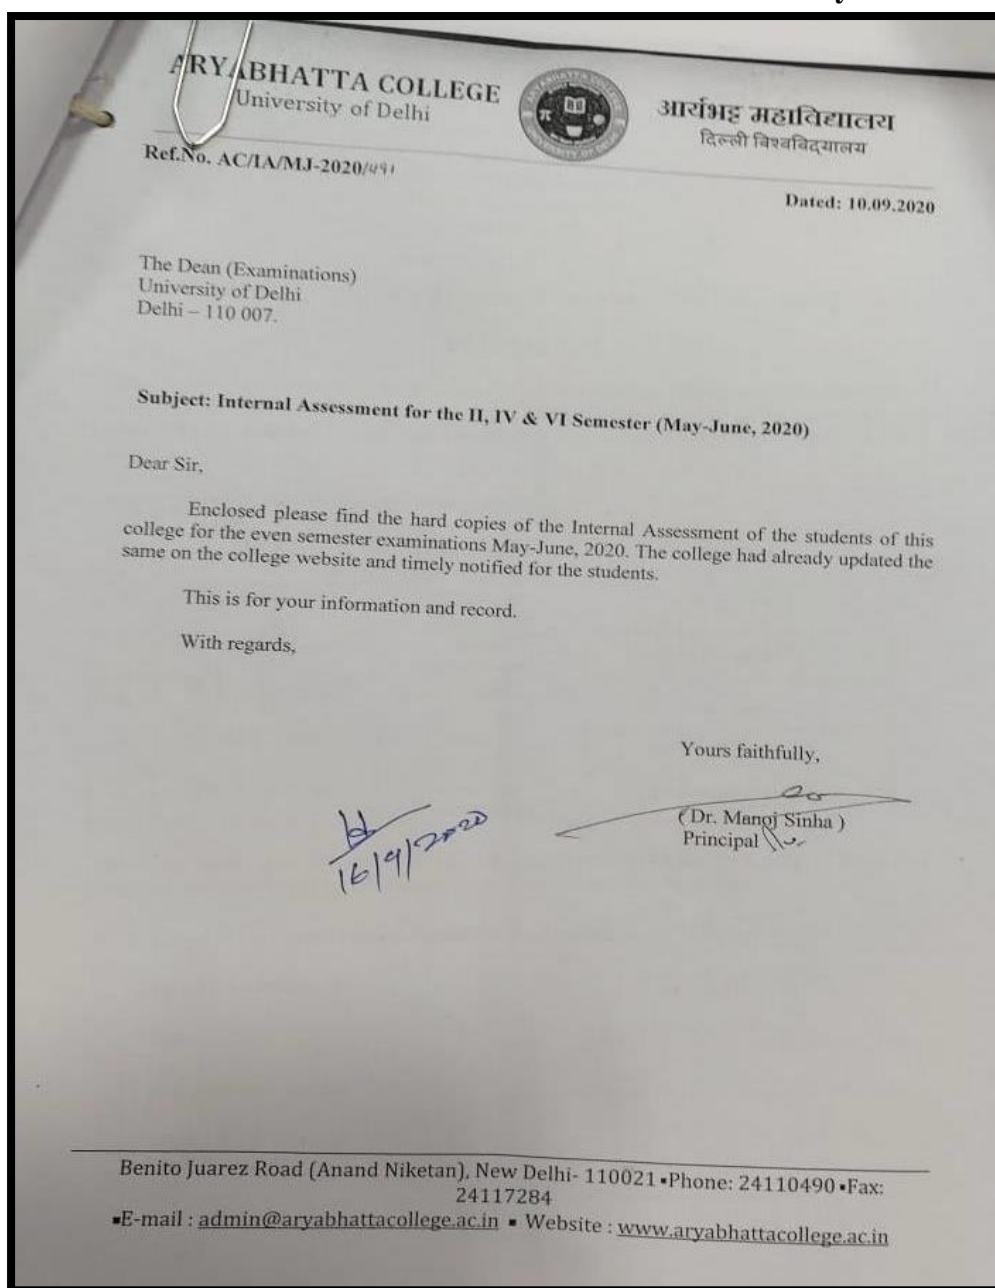 ARYABHATTA COLLEGE
University of Delhi
आर्यभट्ट महाविद्यालय
दिल्ली विश्वविद्यालय
Ref.No. AC/IA/MJ-2020/491
Dated: 10.09.2020
The Dean (Examinations)
University of Delhi
Delhi – 110 007.
Subject: Internal Assessment for the II, IV & VI Semester (May-June, 2020)
Dear Sir,
Enclosed please find the hard copies of the Internal Assessment of the students of this
college for the even semester examinations May-June, 2020. The college had already updated the
same on the college website and timely notified for the students.
This is for your information and record.
With regards,
Yours faithfully,
( Dr. Manoj Sinha )
Principal
16/9/2020
Benito Juarez Road (Anand Niketan), New Delhi- 110021 ▪Phone: 24110490 ▪Fax:
24117284
▪E-mail : admin@aryabhattacollege.ac.in ▪ Website : www.aryabhattacollege.ac.in